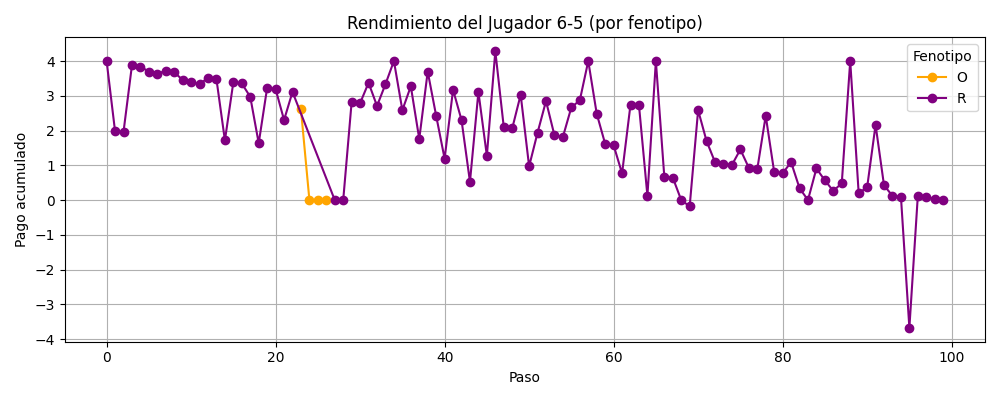 Rendimiento del Jugador 6-5 (por fenotipo)
Pago acumulado
4
3
2
1
0
−1
−2
−3
−4
Fenotipo
O
R
0 20 40 60 80 100
Paso